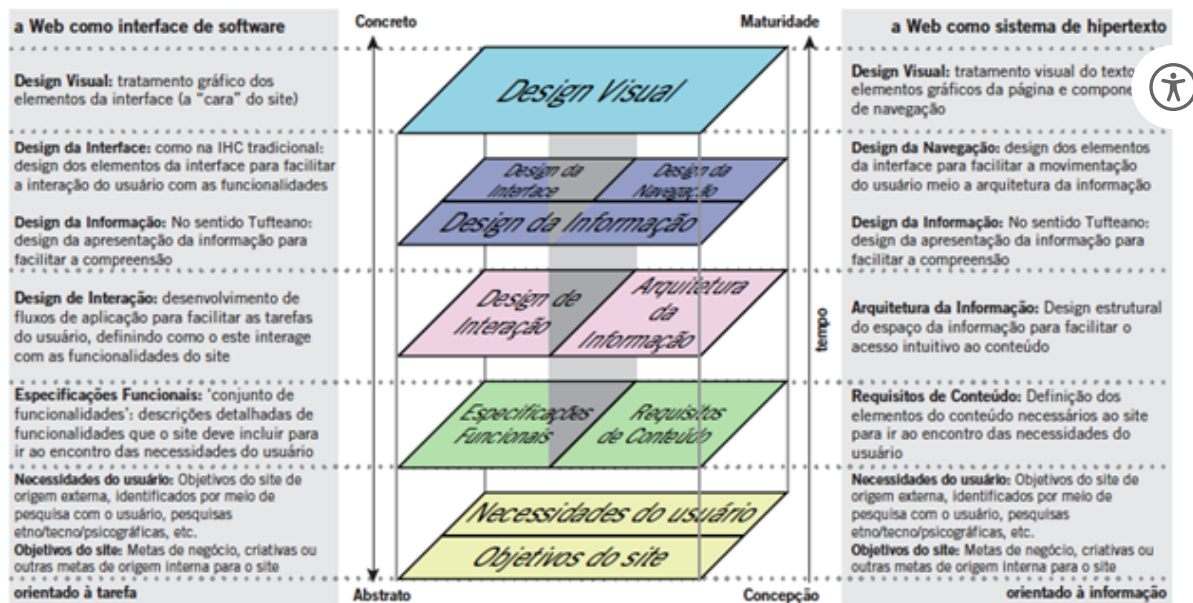 a Web como interface de software
Design Visual: tratamento gráfico dos
elementos da interface (a “cara” do site)
Design da Interface: como na IHC tradicional:
design dos elementos da interface para facilitar
a interação do usuário com as funcionalidades
Design da Informação: No sentido Tufteano:
design da apresentação da informação para
facilitar a compreensão
Design de Interação: desenvolvimento de
fluxos de aplicação para facilitar as tarefas
do usuário, definindo como o este interage
com as funcionalidades do site
Especificações Funcionais: ‘conjunto de
funcionalidades’: descrições detalhadas de
funcionalidades que o site deve incluir para
ir ao encontro das necessidades do usuário
Necessidades do usuário: Objetivos do site de
origem externa, identificados por meio de
pesquisa com o usuário, pesquisas
etno/tecno/psicográficas, etc.
Objetivos do site: Metas de negócio, criativas ou
outras metas de origem interna para o site
orientado à tarefa
Concreto
Maturidade
Design Visual
Design da
Interface
Design da
Navegação
Design da Informação
Design de
Interação
Arquitetura
da
Informação
Especificações
Funcionais
Requisitos
de Conteúdo
Necessidades do usuário
Objetivos do site
tempo
Abstrato
Concepção
a Web como sistema de hipertexto
Design Visual: tratamento visual do texto
elementos gráficos da página e compone
de navegação
Design da Navegação: design dos elementos
da interface para facilitar a movimentação
do usuário meio a arquitetura da informação
Design da Informação: No sentido Tufteano:
design da apresentação da informação para
facilitar a compreensão
Arquitetura da Informação: Design estrutural
do espaço da informação para facilitar o
acesso intuitivo ao conteúdo
Requisitos de Conteúdo: Definição dos
elementos do conteúdo necessários ao site
para ir ao encontro das necessidades do
usuário
Necessidades do usuário: Objetivos do site de
origem externa, identificados por meio de
pesquisa com o usuário, pesquisas
etno/tecno/psicográficas, etc.
Objetivos do site: Metas de negócio, criativas ou
outras metas de origem interna para o site
orientado à informação